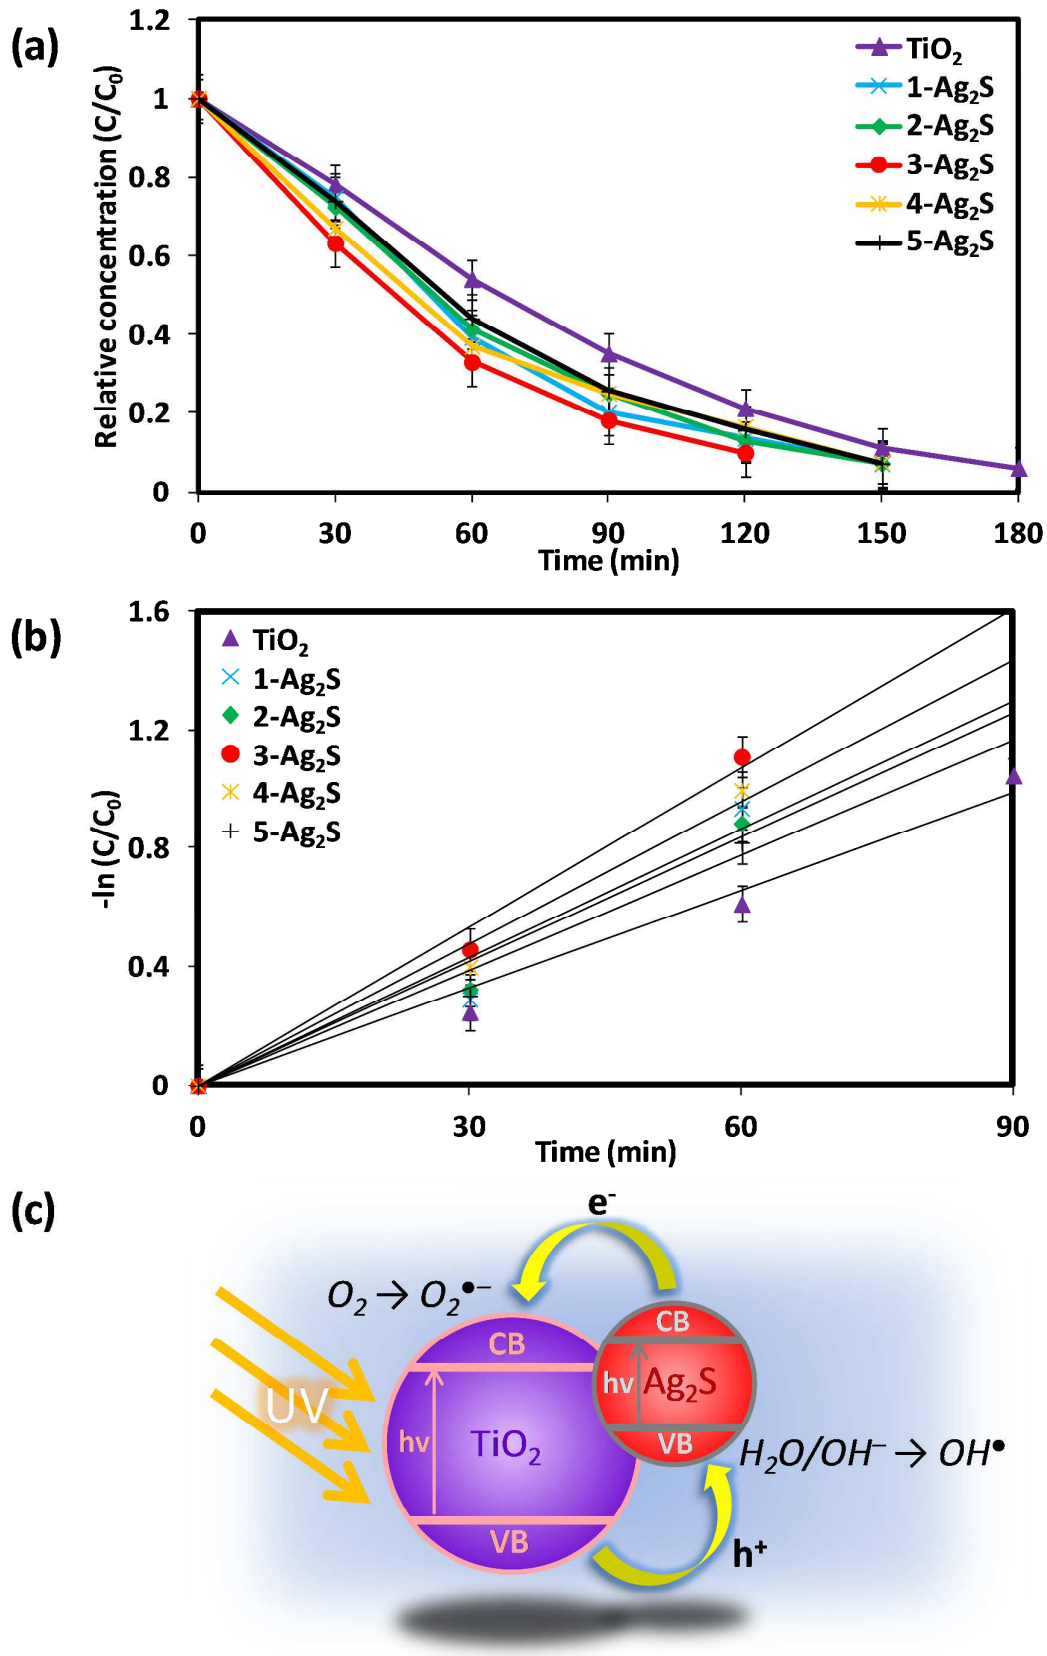 (a)
Relative concentration (C/C₀)
1.2
1
0.8
0.6
0.4
0.2
0
TiO₂
1-Ag₂S
2-Ag₂S
3-Ag₂S
4-Ag₂S
5-Ag₂S
0 30 60 90 120 150 180
Time (min)
(b)
-ln (C/C₀)
1.6
1.2
0.8
0.4
0
TiO₂
1-Ag₂S
2-Ag₂S
3-Ag₂S
4-Ag₂S
5-Ag₂S
0 30 60 90
Time (min)
(c)
e⁻
O₂ → O₂•⁻
CB
CB
UV
hv
TiO₂
hv
Ag₂S
VB
VB
H₂O/OH⁻ → OH•
h⁺